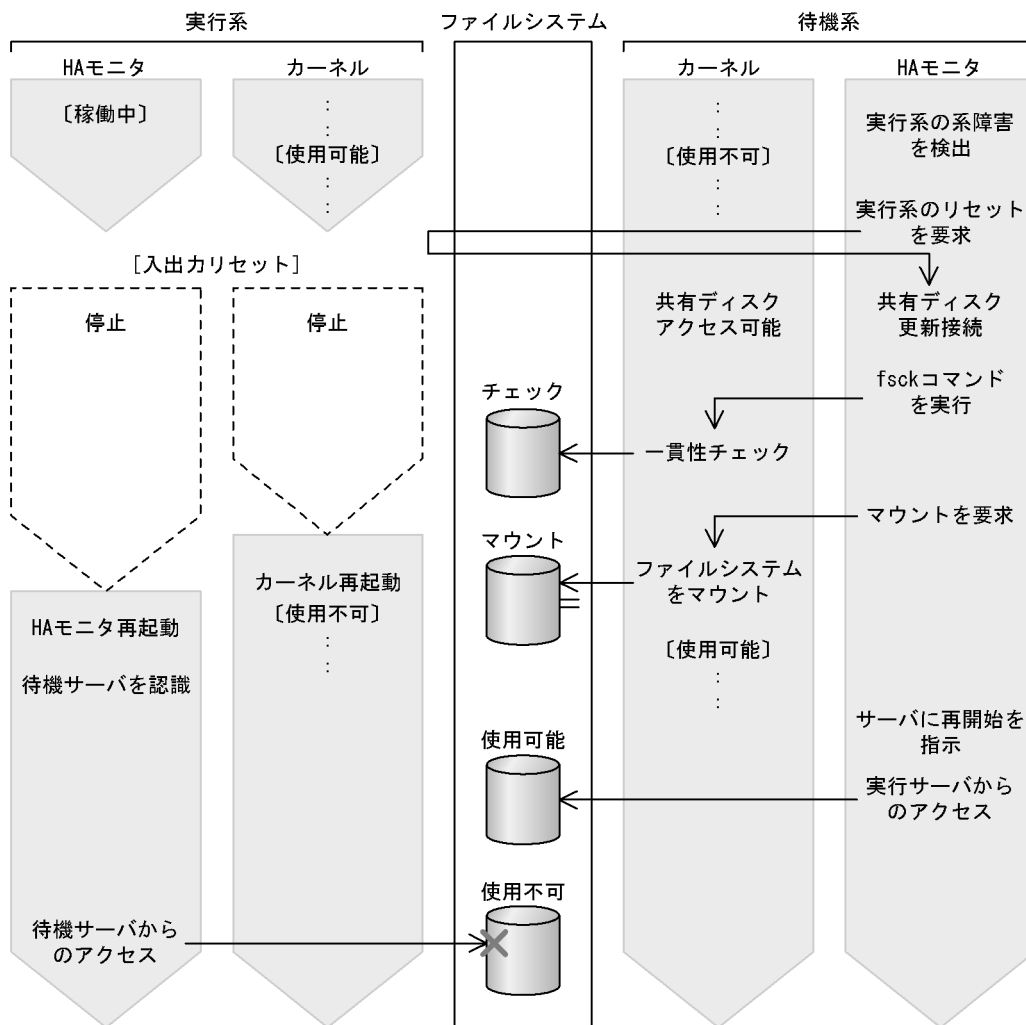 実行系
ファイルシステム
待機系
HAモニタ
カーネル
カーネル
HAモニタ
〔稼働中〕
:
:
〔使用可能〕
:
:
:
:
〔使用不可〕
:
:
実行系の系障害
を検出
実行系のリセット
を要求
［入出力リセット］
停止
停止
共有ディスク
アクセス可能
共有ディスク
更新接続
fsckコマンド
を実行
チェック
一貫性チェック
マウントを要求
マウント
ファイルシステム
をマウント
カーネル再起動
〔使用不可〕
:
:
HAモニタ再起動
待機サーバを認識
〔使用可能〕
:
:
サーバに再開始を
指示
使用可能
実行サーバから
のアクセス
使用不可
待機サーバから
のアクセス